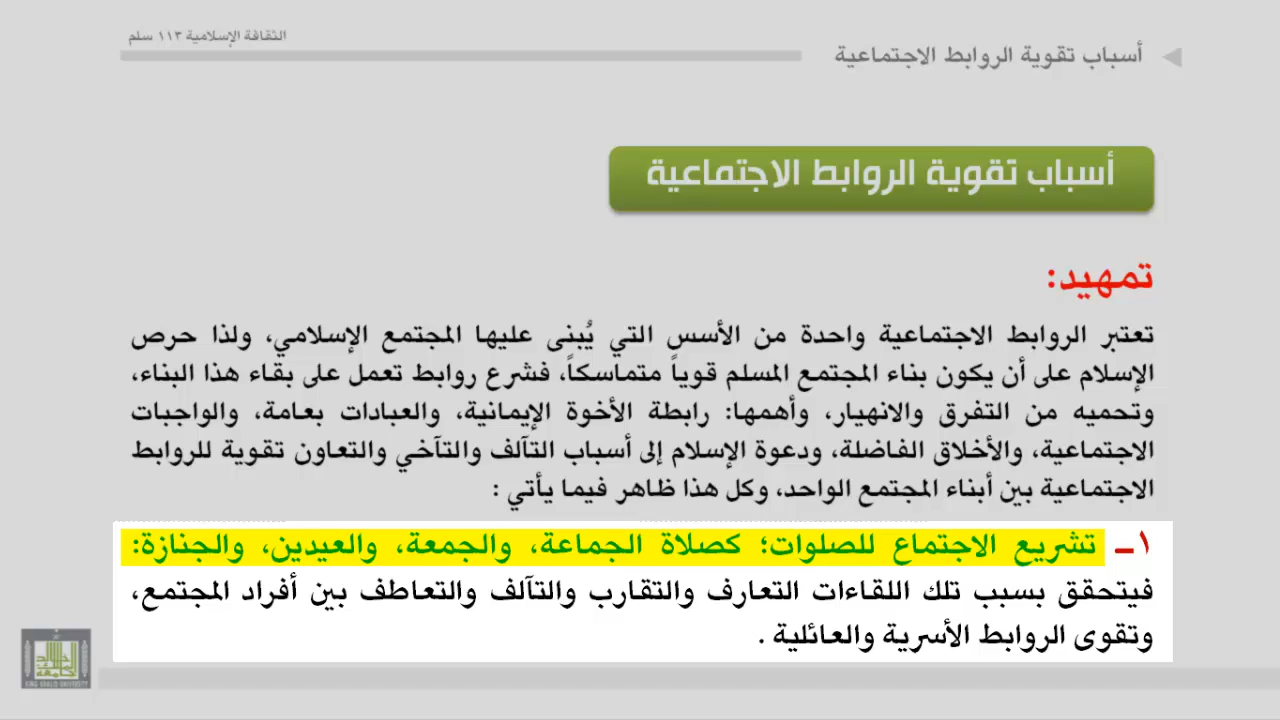 الثقافة الإسلامية ١١٣ سلم
أسباب تقوية الروابط الاجتماعية
أسباب تقوية الروابط الاجتماعية
تمهيد:
تعتبر الروابط الاجتماعية واحدة من الأسس التي يُبنى عليها المجتمع الإسلامي، ولذا حرص
الإسلام على أن يكون بناء المجتمع المسلم قوياً متماسكاً، فشرع روابط تعمل على بقاء هذا البناء،
وتحميه من التفرق والانهيار، وأهمها: رابطة الأخوة الإيمانية، والعبادات بعامة، والواجبات
الاجتماعية، والأخلاق الفاضلة، ودعوة الإسلام إلى أسباب التآلف والتآخي والتعاون تقوية للروابط
الاجتماعية بين أبناء المجتمع الواحد، وكل هذا ظاهر فيما يأتي :
١ـ تشريع الاجتماع للصلوات؛ كصلاة الجماعة، والجمعة، والعيدين، والجنازة:
فيتحقق بسبب تلك اللقاءات التعارف والتقارب والتآلف والتعاطف بين أفراد المجتمع،
وتقوى الروابط الأسرية والعائلية .
KING KHALID UNIVERSITY